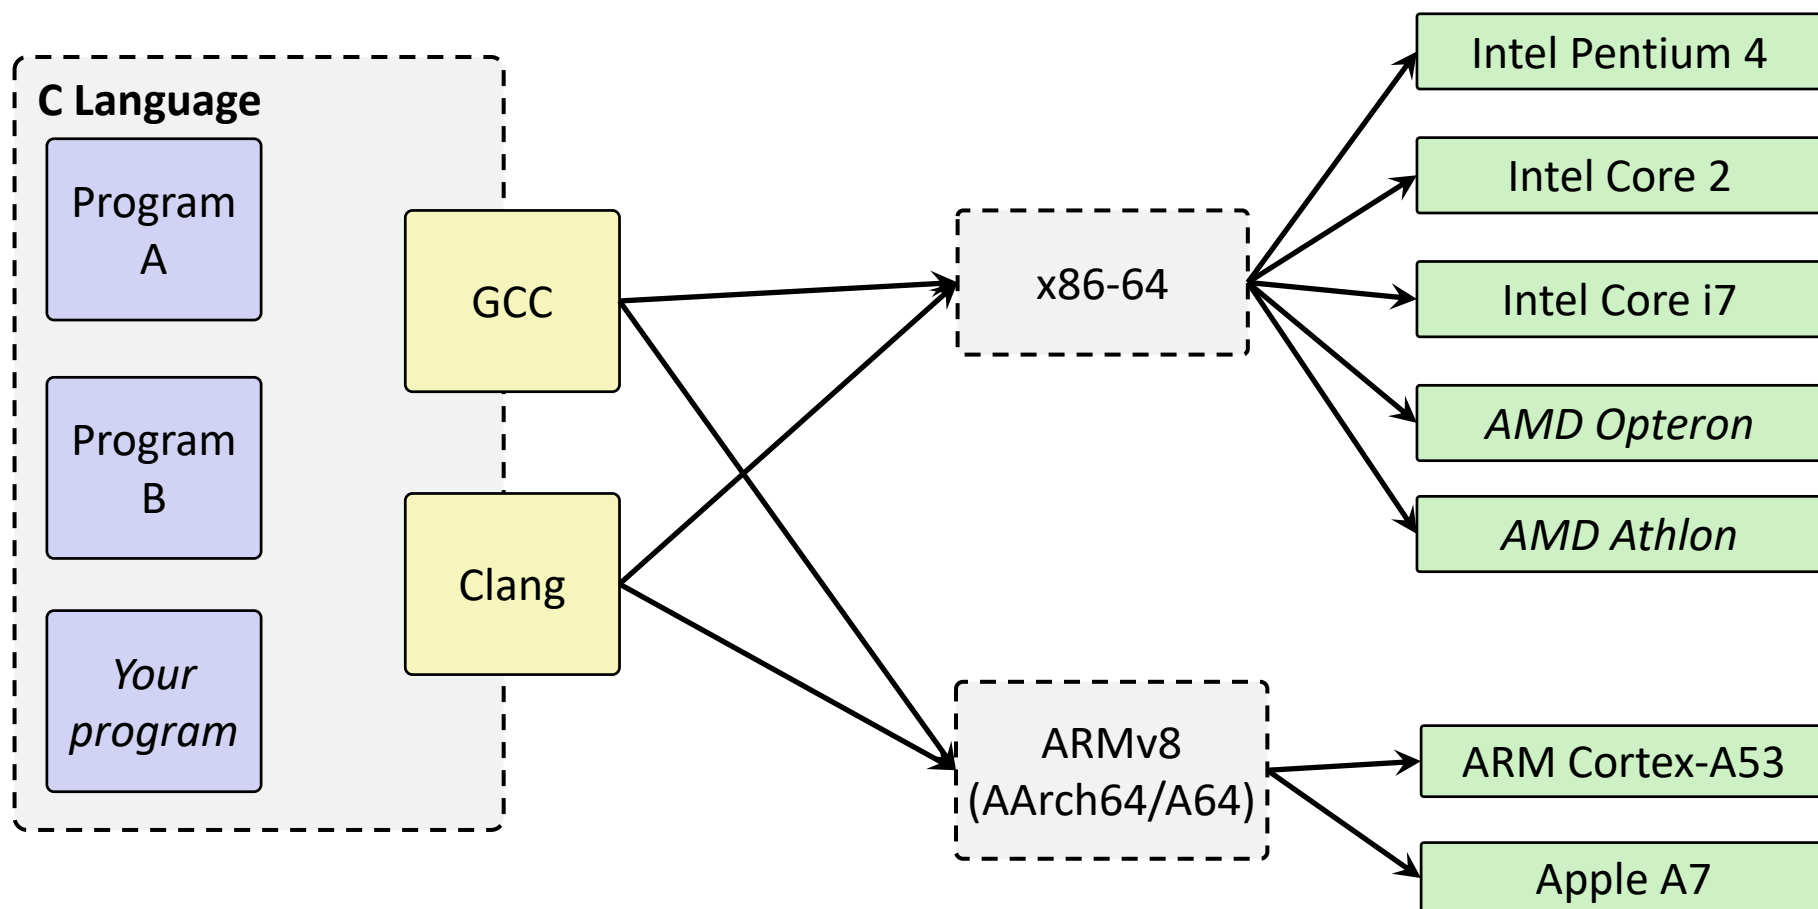 C Language
Program
A
Program
B
Your
program
GCC
Clang
x86-64
ARMv8
(AArch64/A64)
Intel Pentium 4
Intel Core 2
Intel Core i7
AMD Opteron
AMD Athlon
ARM Cortex-A53
Apple A7